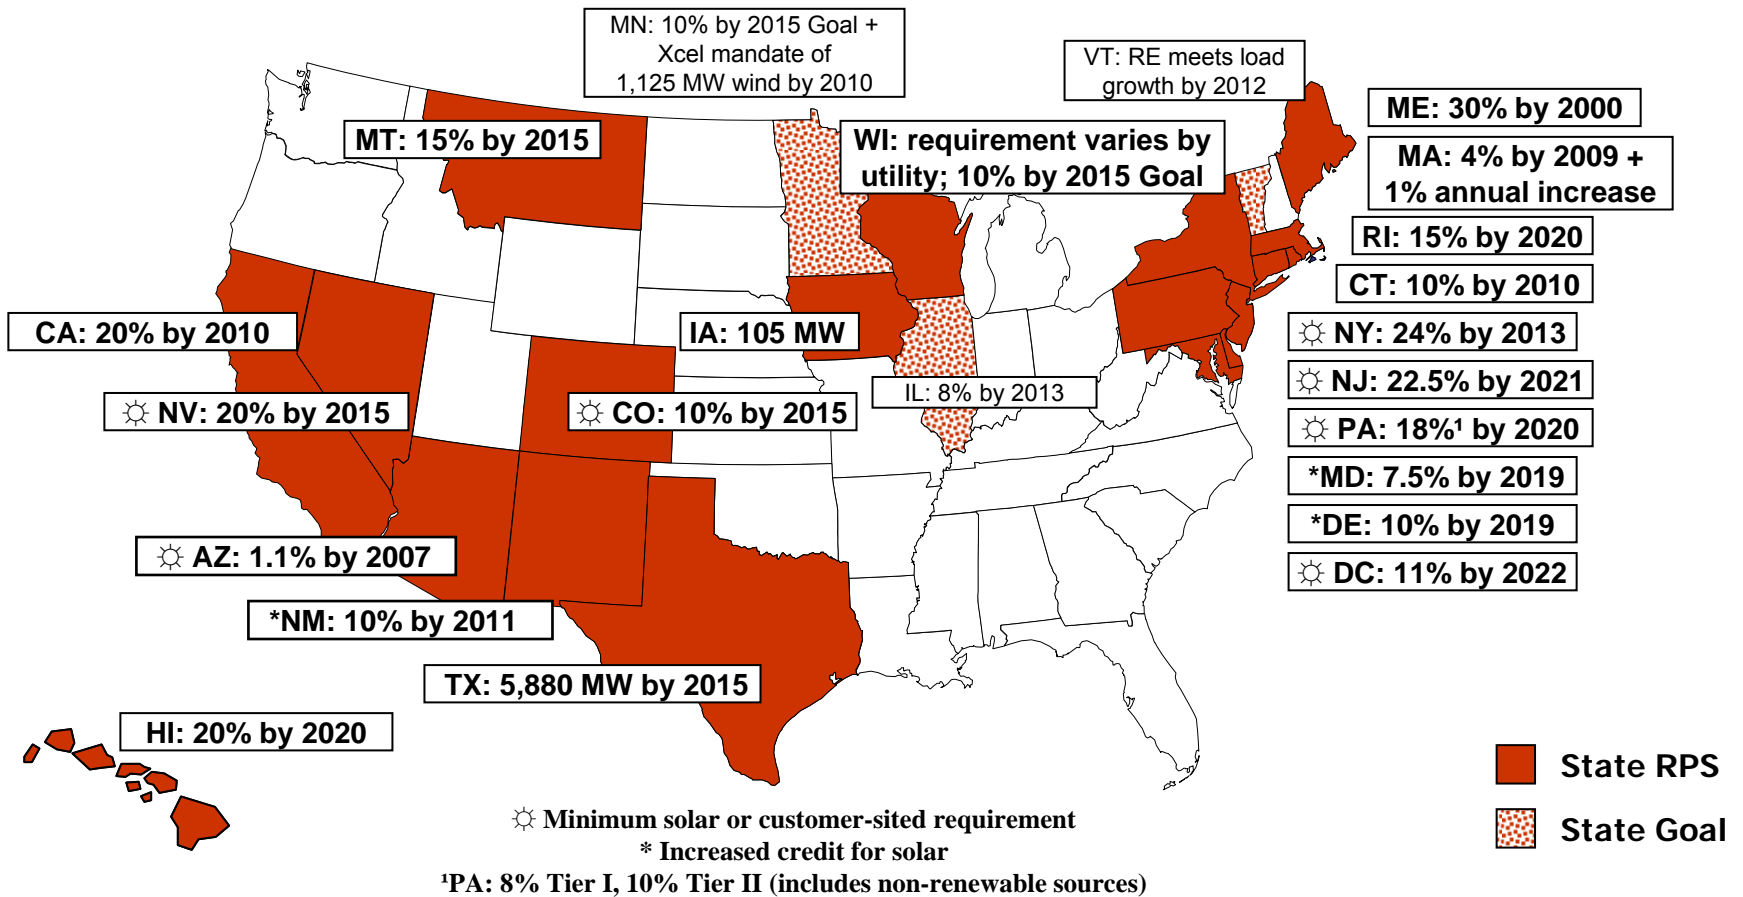 MN: 10% by 2015 Goal +
Xcel mandate of
1,125 MW wind by 2010
VT: RE meets load
growth by 2012
ME: 30% by 2000
MT: 15% by 2015
WI: requirement varies by
utility; 10% by 2015 Goal
MA: 4% by 2009 +
1% annual increase
RI: 15% by 2020
CT: 10% by 2010
CA: 20% by 2010
IA: 105 MW
☼ NY: 24% by 2013
☼ NJ: 22.5% by 2021
IL: 8% by 2013
☼ NV: 20% by 2015
☼ CO: 10% by 2015
☼ PA: 18%¹ by 2020
*MD: 7.5% by 2019
*DE: 10% by 2019
☼ AZ: 1.1% by 2007
☼ DC: 11% by 2022
*NM: 10% by 2011
TX: 5,880 MW by 2015
HI: 20% by 2020
State RPS
State Goal
☼ Minimum solar or customer-sited requirement
* Increased credit for solar
¹PA: 8% Tier I, 10% Tier II (includes non-renewable sources)